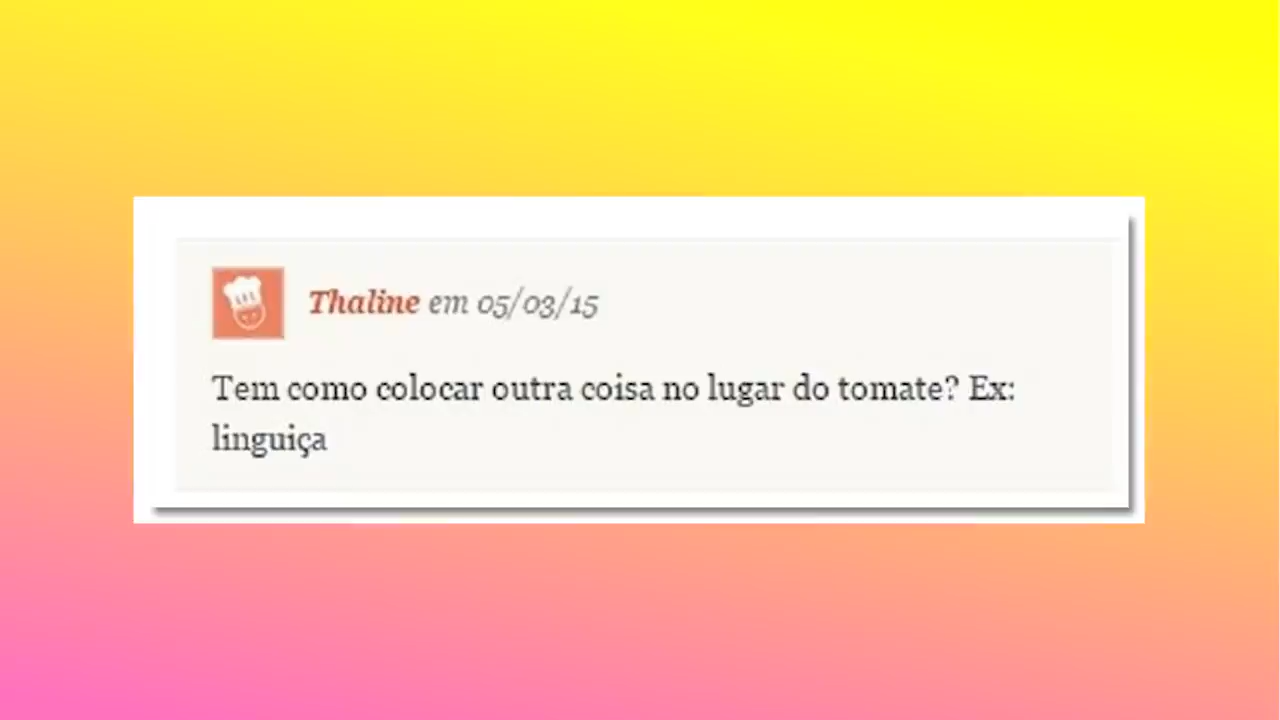 Thaline em 05/03/15
Tem como colocar outra coisa no lugar do tomate? Ex:
linguiça